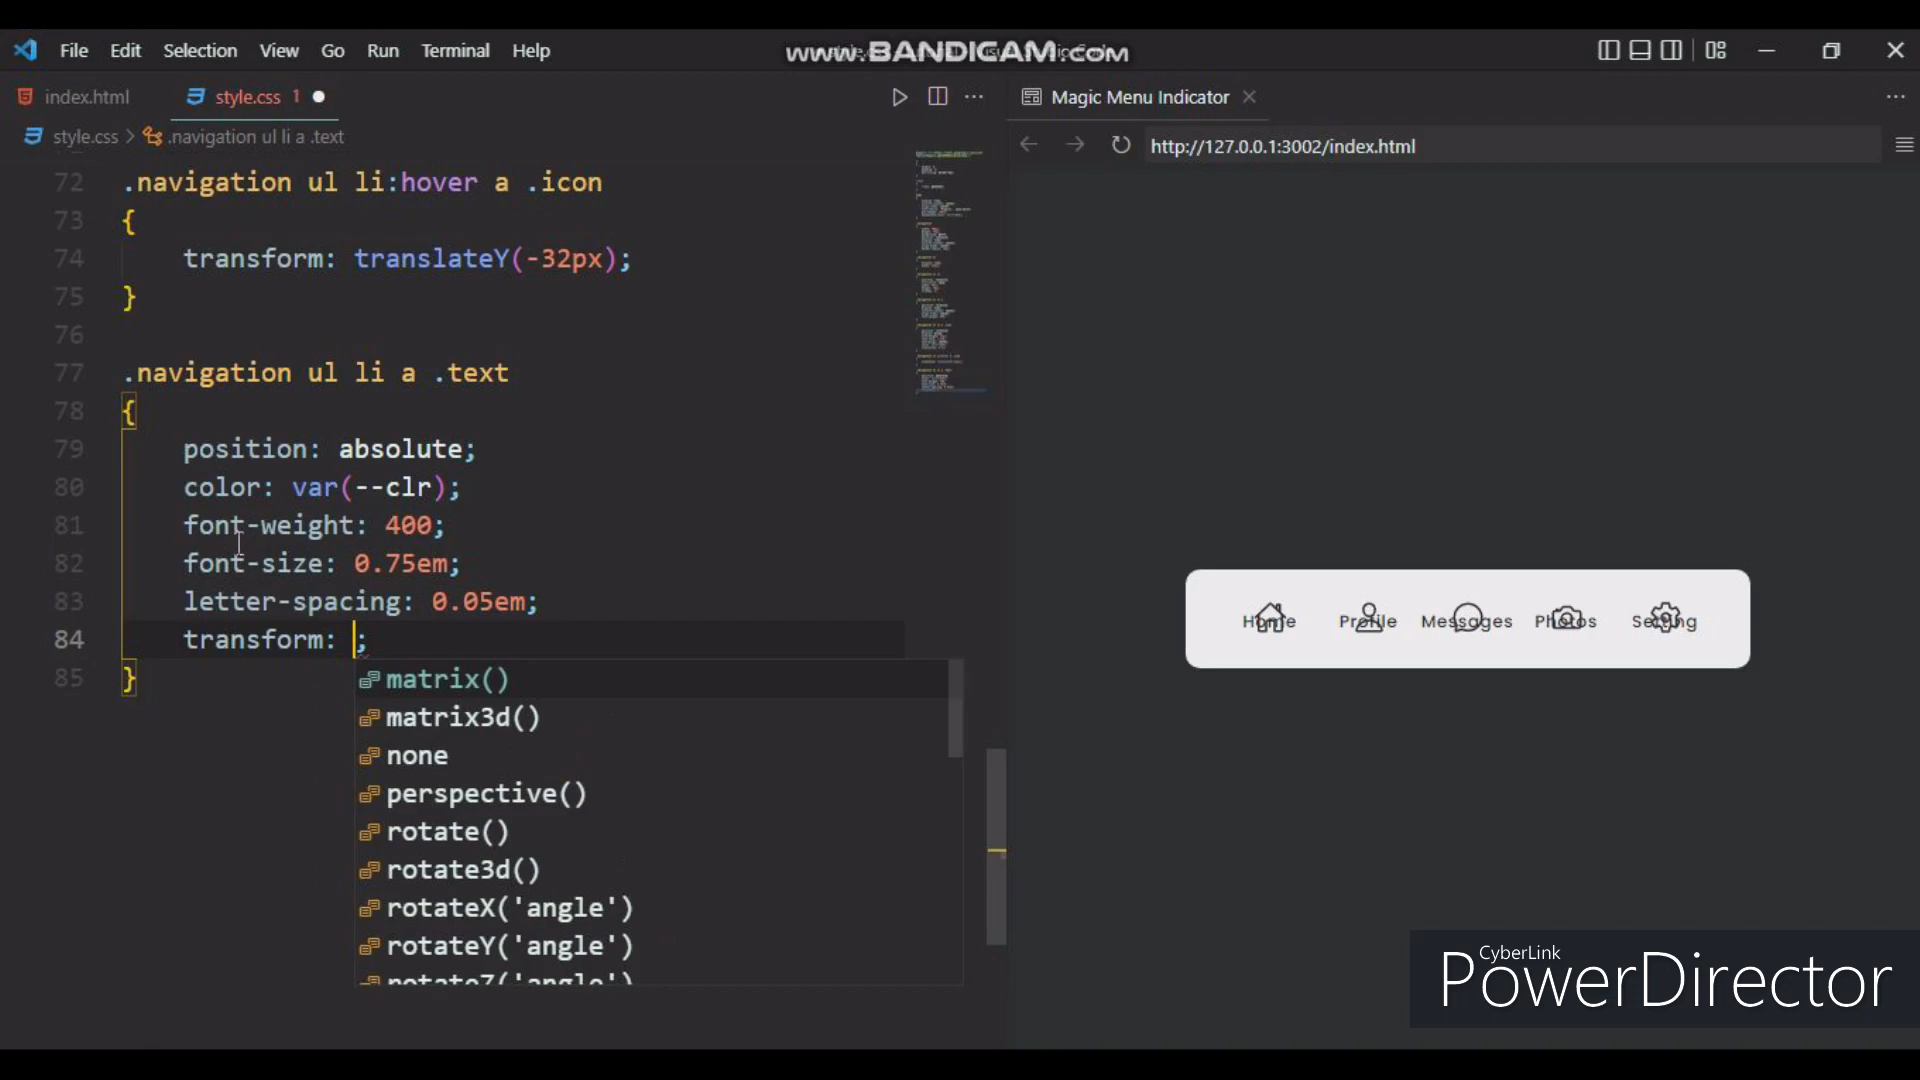 File Edit Selection View Go Run Terminal Help
www.BANDICAM.com
index.html
style.css 1
Magic Menu Indicator
style.css > .navigation ul li a .text
http://127.0.0.1:3002/index.html
72 .navigation ul li:hover a .icon
73 {
74 transform: translateY(-32px);
75 }
76
77 .navigation ul li a .text
78 {
79 position: absolute;
80 color: var(--clr);
81 font-weight: 400;
82 font-size: 0.75em;
83 letter-spacing: 0.05em;
84 transform: ;
85 }
matrix()
matrix3d()
none
perspective()
rotate()
rotate3d()
rotateX('angle')
rotateY('angle')
rotateZ('angle')
Home Profile Messages Photos Setting
CyberLink
PowerDirector